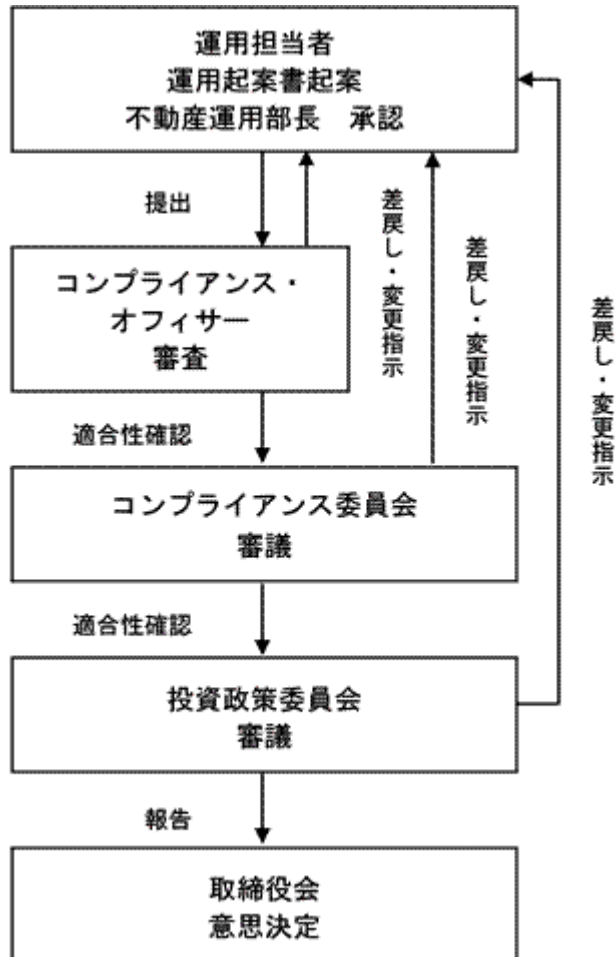 運用担当者
運用起案書起案
不動産運用部長　承認
提出
差戻し・変更指示
差戻し・変更指示
差戻し・変更指示
コンプライアンス・
オフィサー
審査
適合性確認
コンプライアンス委員会
審議
適合性確認
投資政策委員会
審議
報告
取締役会
意思決定